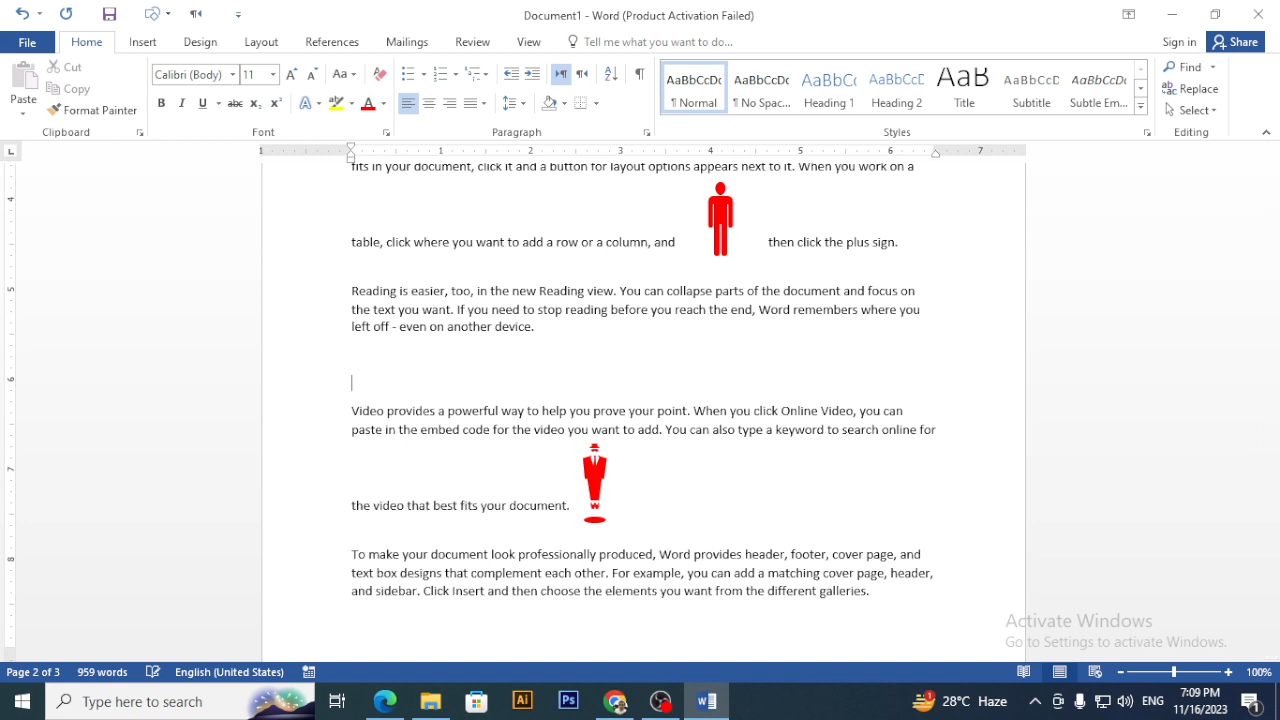 Document1 - Word (Product Activation Failed)
File Home Insert Design Layout References Mailings Review View Tell me what you want to do... Sign in Share
Paste Cut Copy Format Painter
Calibri (Body) 11
AaBbCcDc AaBbCcDc AaBbCc AaBbCcD AaB AaBbCcD AaBbCcDc
¶ Normal ¶ No Spac... Heading Heading 2 Title Subtitle Subtle Em...
Find Replace Select
Clipboard Font Paragraph Styles Editing
1 1 2 3 4 5 6 7
fits in your document, click it and a button for layout options appears next to it. When you work on a
table, click where you want to add a row or a column, and then click the plus sign.
Reading is easier, too, in the new Reading view. You can collapse parts of the document and focus on
the text you want. If you need to stop reading before you reach the end, Word remembers where you
left off - even on another device.
Video provides a powerful way to help you prove your point. When you click Online Video, you can
paste in the embed code for the video you want to add. You can also type a keyword to search online for
the video that best fits your document.
To make your document look professionally produced, Word provides header, footer, cover page, and
text box designs that complement each other. For example, you can add a matching cover page, header,
and sidebar. Click Insert and then choose the elements you want from the different galleries.
Activate Windows
Go to Settings to activate Windows.
Page 2 of 3 959 words English (United States) 100%
Type here to search 28°C Haze ENG 7:09 PM
11/16/2023